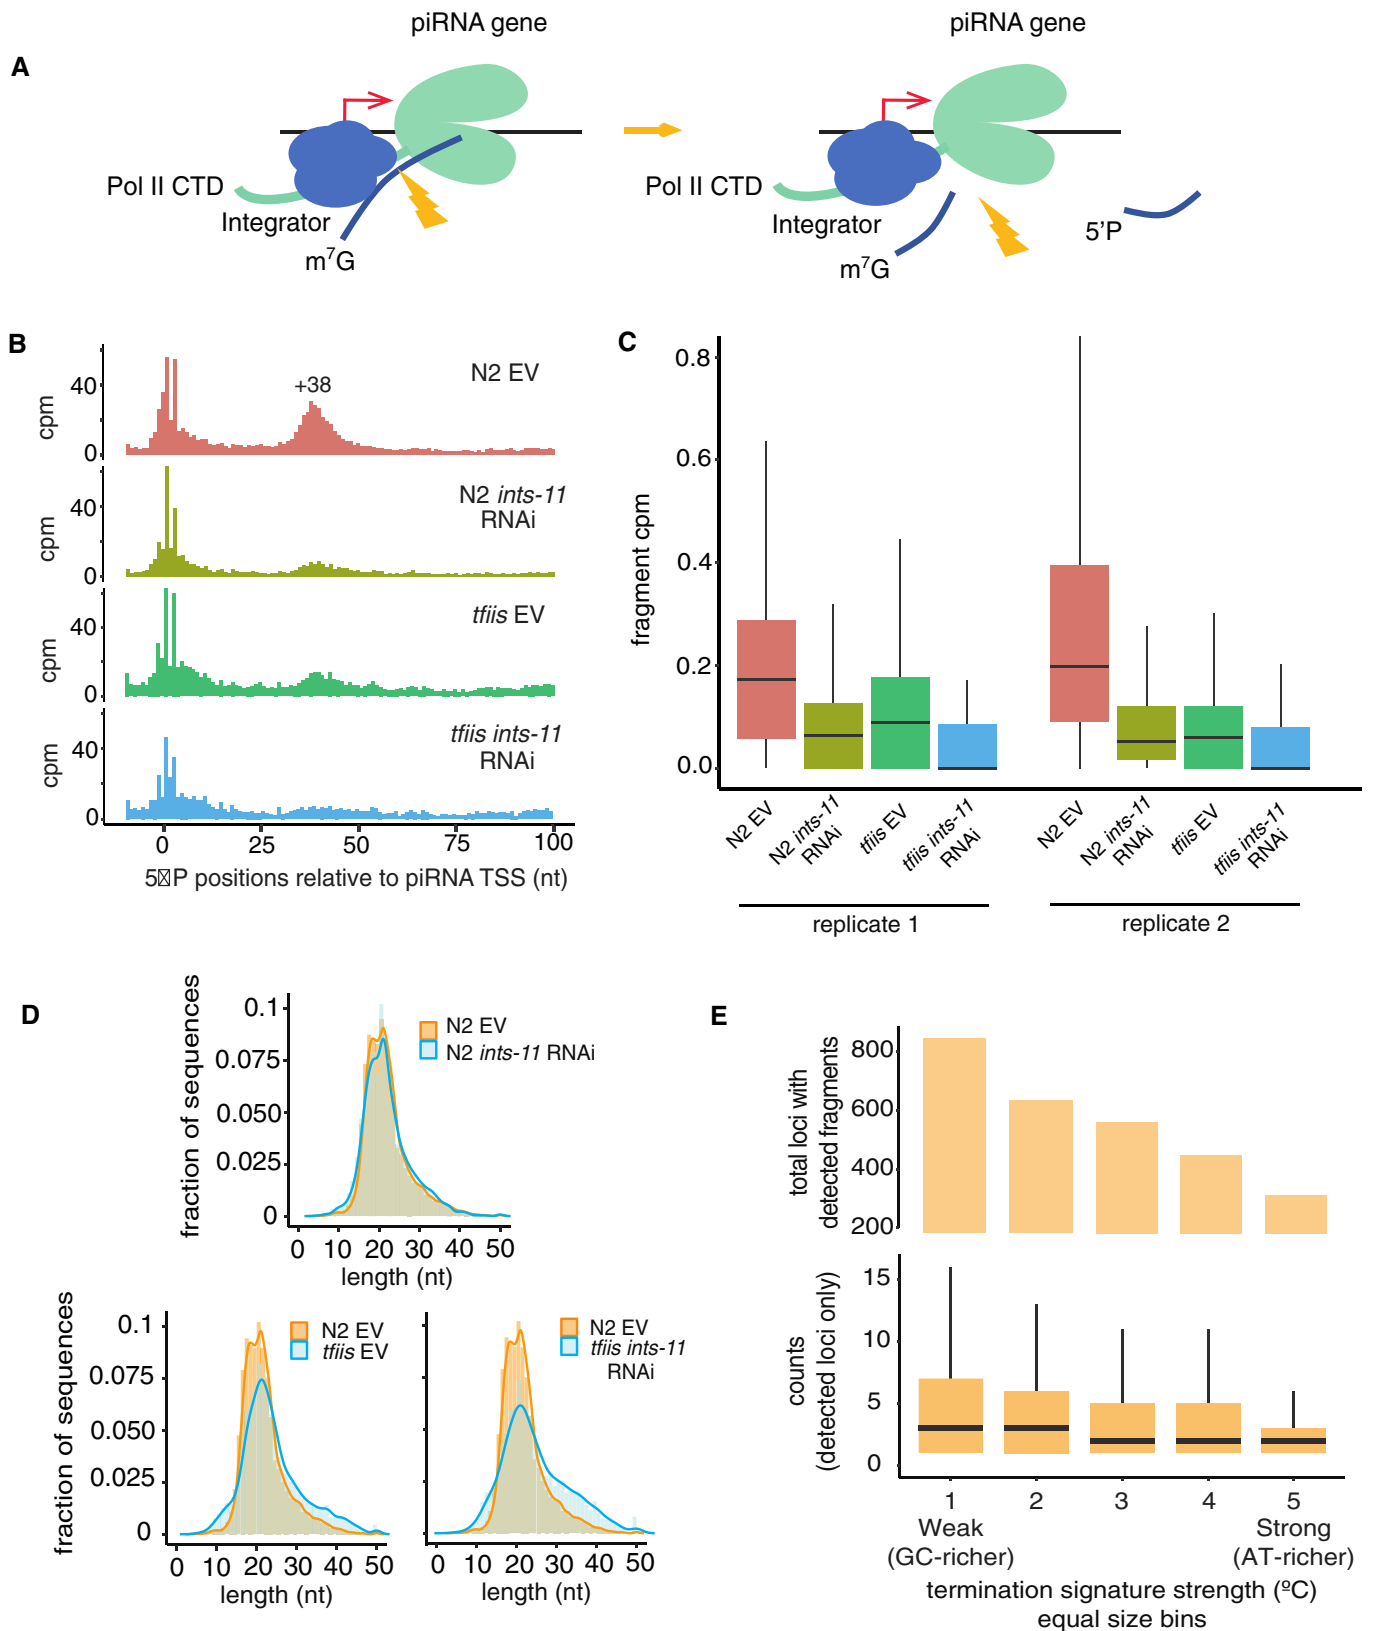 A
piRNA gene
piRNA gene
Pol II CTD
Integrator
m⁷G
Pol II CTD
Integrator
m⁷G
5'P
B
cpm
40
0
+38
N2 EV
cpm
40
0
N2 ints-11
RNAi
cpm
40
0
tfiis EV
cpm
40
0
tfiis ints-11
RNAi
0 25 50 75 100
5☒P positions relative to piRNA TSS (nt)
C
fragment cpm
0.8
0.6
0.4
0.2
0.0
N2 EV
N2 ints-11
RNAi
tfiis EV
tfiis ints-11
RNAi
N2 EV
N2 ints-11
RNAi
tfiis EV
tfiis ints-11
RNAi
replicate 1
replicate 2
D
fraction of sequences
0.1
0.075
0.050
0.025
0
N2 EV
N2 ints-11 RNAi
0 10 20 30 40 50
length (nt)
fraction of sequences
0.1
0.075
0.050
0.025
0
N2 EV
tfiis EV
0 10 20 30 40 50
length (nt)
N2 EV
tfiis ints-11
RNAi
0 10 20 30 40 50
length (nt)
E
total loci with
detected fragments
800
600
400
200
counts
(detected loci only)
15
10
5
0
1 2 3 4 5
Weak
(GC-richer)
Strong
(AT-richer)
termination signature strength (ºC)
equal size bins